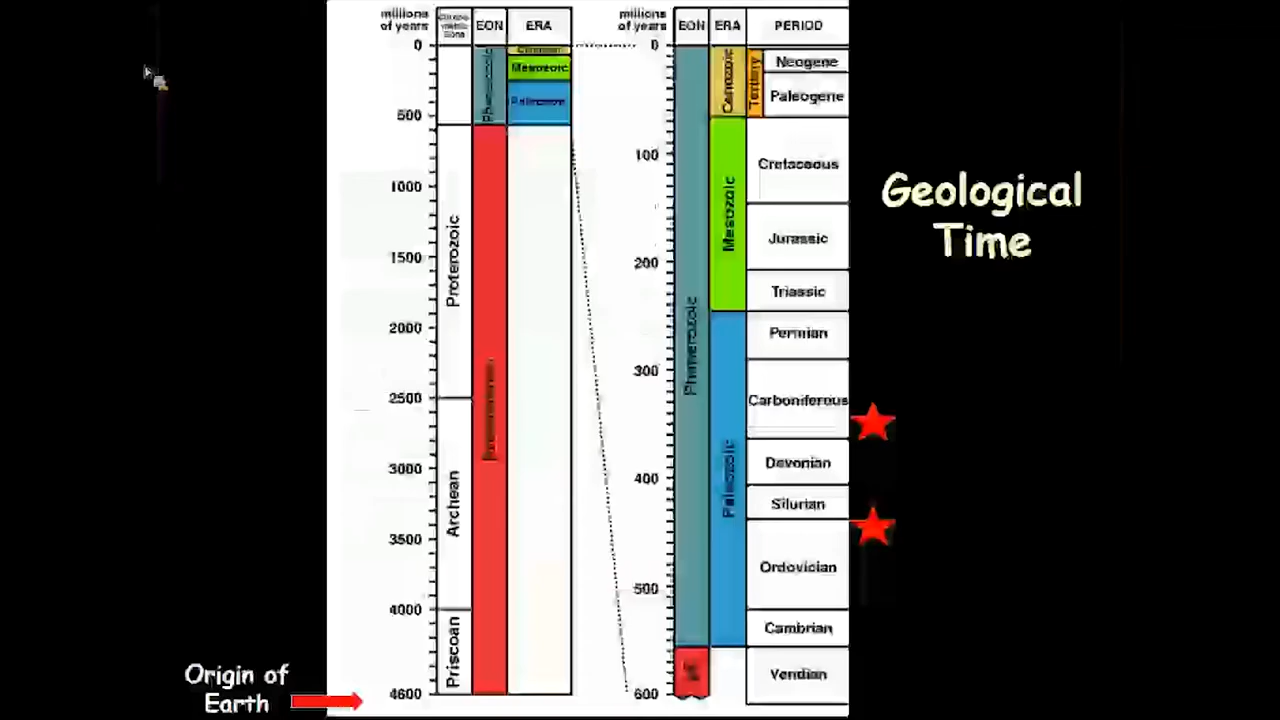 millions
of years
EON
ERA
0
500
1000
1500
2000
2500
3000
3500
4000
4600
Proterozoic
Archean
Priscoan
Phanerozoic
Mesozoic
millions
of years
EON
ERA
PERIOD
0
100
200
300
400
500
600
Phanerozoic
Cenozoic
Mesozoic
Paleozoic
Tertiary
Neogene
Paleogene
Cretaceous
Jurassic
Triassic
Permian
Carboniferous
Devonian
Silurian
Ordovician
Cambrian
Vendian
Geological
Time
Origin of
Earth